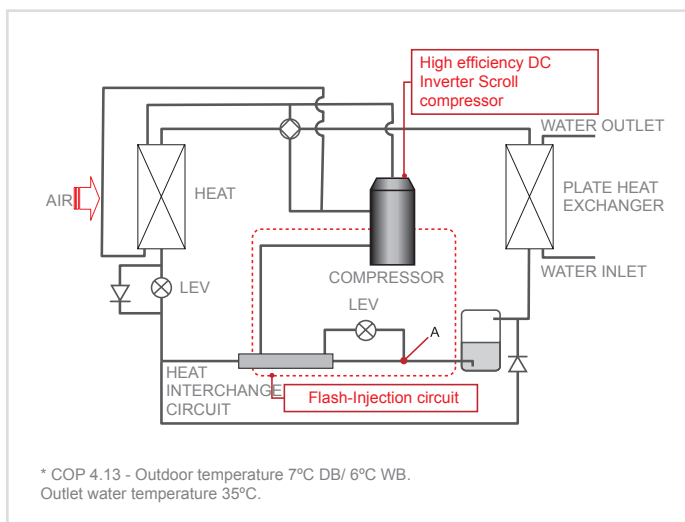 High efficiency DC
Inverter Scroll
compressor
WATER OUTLET
AIR
HEAT
PLATE HEAT
EXCHANGER
COMPRESSOR
WATER INLET
LEV
LEV
A
HEAT
INTERCHANGE
CIRCUIT
Flash-Injection circuit
* COP 4.13 - Outdoor temperature 7ºC DB/ 6ºC WB.
Outlet water temperature 35ºC.